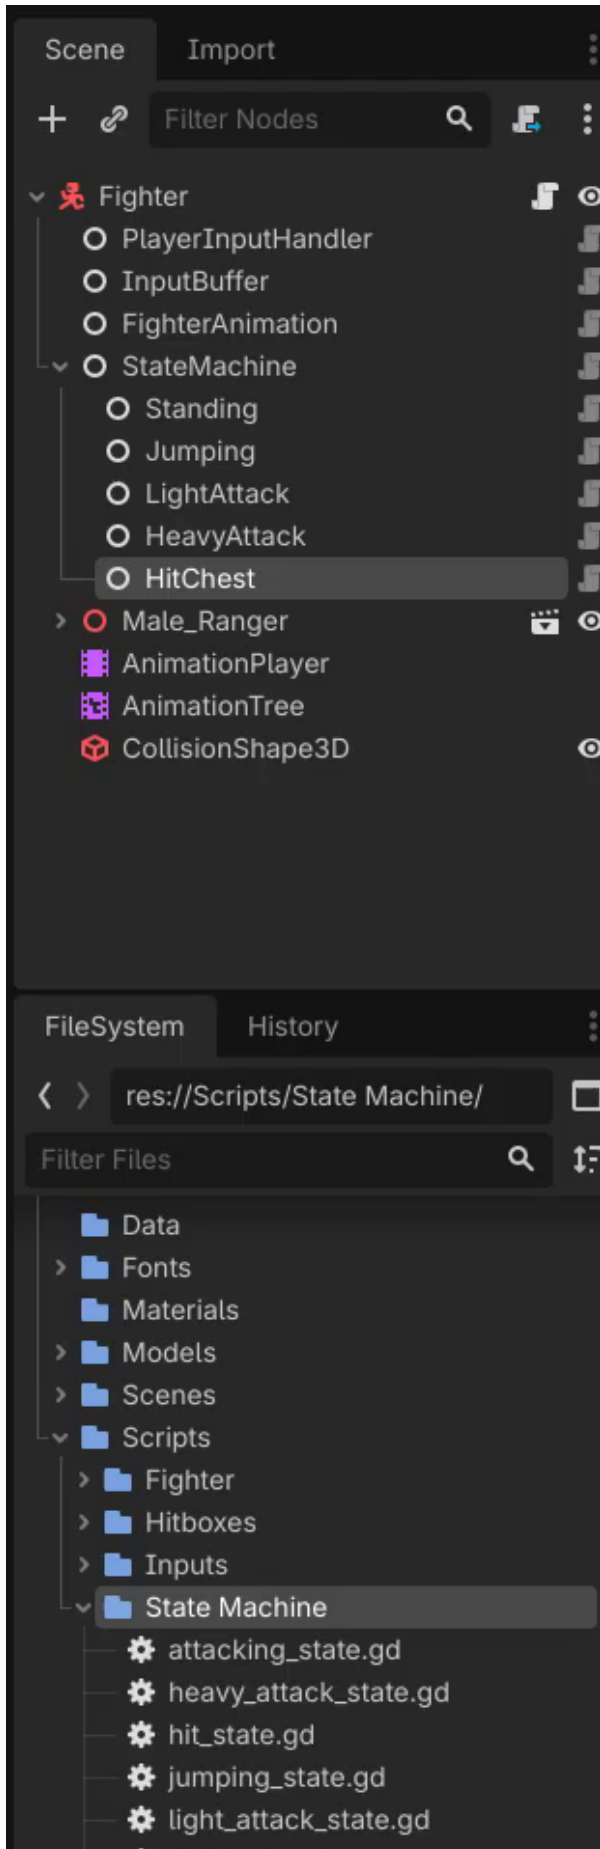 Scene Import
Filter Nodes
Fighter
PlayerInputHandler
InputBuffer
FighterAnimation
StateMachine
Standing
Jumping
LightAttack
HeavyAttack
HitChest
Male_Ranger
AnimationPlayer
AnimationTree
CollisionShape3D
FileSystem History
res://Scripts/State Machine/
Filter Files
Data
Fonts
Materials
Models
Scenes
Scripts
Fighter
Hitboxes
Inputs
State Machine
attacking_state.gd
heavy_attack_state.gd
hit_state.gd
jumping_state.gd
light_attack_state.gd